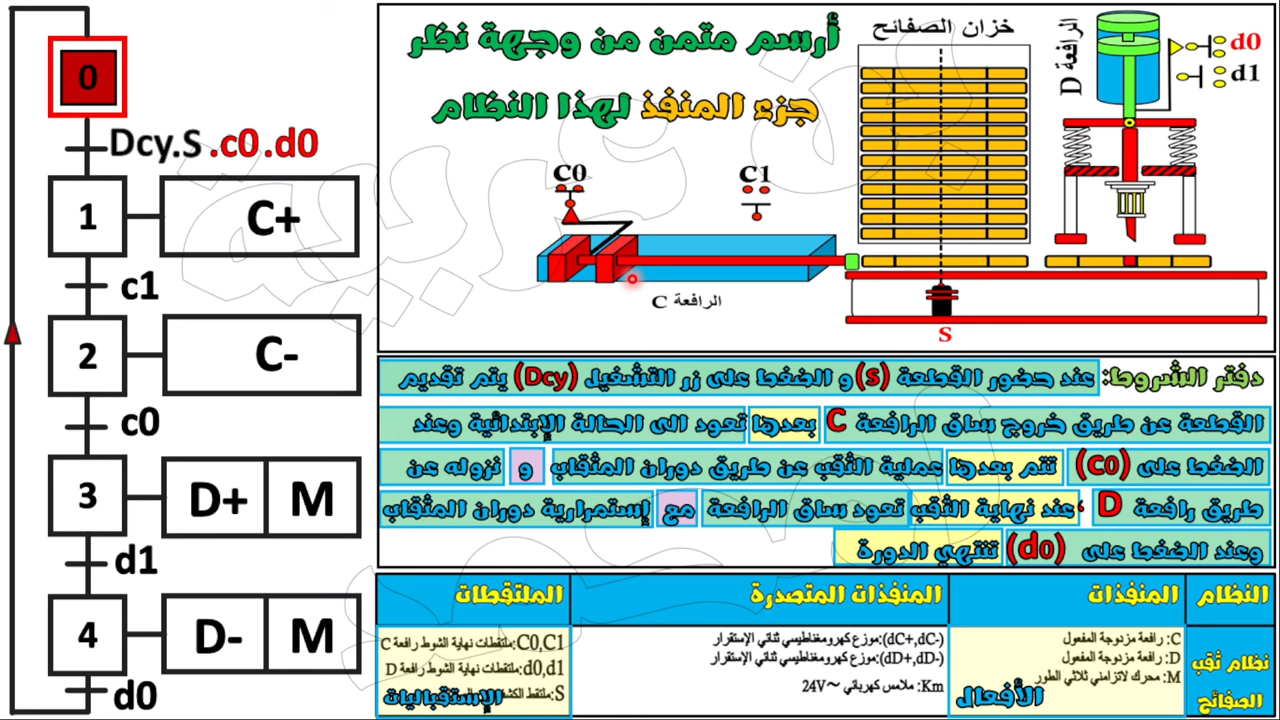 0
Dcy.S .c0 .d0
1
C+
c1
2
C-
c0
3
D+
M
d1
4
D-
M
d0
أرسم متمن من وجهة نظر
جزء المنفذ لهذا النظام
خزان الصفائح
الرافعة D
d0
d1
C0
C1
الرافعة C
S
دفتر الشروط: عند حضور القطعة (S) و الضغط على زر التشغيل (Dcy) يتم تقديم
القطعة عن طريق خروج ساق الرافعة C بعدها تعود الى الحالة الإبتدائية وعند
الضغط على (c0) تتم بعدها عملية الثقب عن طريق دوران المثقاب و نزوله عن
طريق رافعة D عند نهاية الثقب تعود ساق الرافعة مع إستمرارية دوران المثقاب
وعند الضغط على (d0) تنتهي الدورة
النظام
المنفذات
المنفذات المتصدرة
الملتقطات
نظام ثقب
الصفائح
C: رافعة مزدوجة المفعول
D: رافعة مزدوجة المفعول
M: محرك لاتزامني ثلاثي الطور
الأفعال
(dC+,dC-):موزع كهرومغناطيسي ثنائي الإستقرار
(dD+,dD-):موزع كهرومغناطيسي ثنائي الإستقرار
Km: ملامس كهربائي ~24V
C0,C1:ملتقطات نهاية الشوط رافعة C
d0,d1:ملتقطات نهاية الشوط رافعة D
S:ملتقط الكشف
الإستقباليات